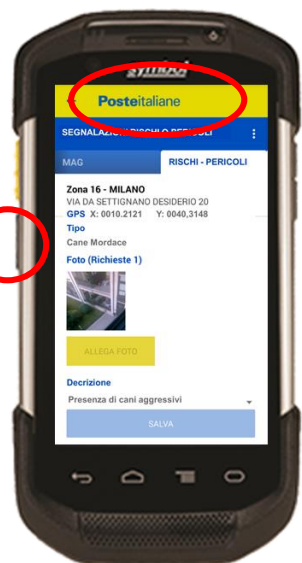 symbol
Posteitaliane
SEGNALAZIONI RISCHI O PERICOLI
MAG
RISCHI - PERICOLI
Zona 16 - MILANO
VIA DA SETTIGNANO DESIDERIO 20
GPS X: 0010.2121 Y: 0040,3148
Tipo
Cane Mordace
Foto (Richieste 1)
ALLEGA FOTO
Decrizione
Presenza di cani aggressivi
SALVA